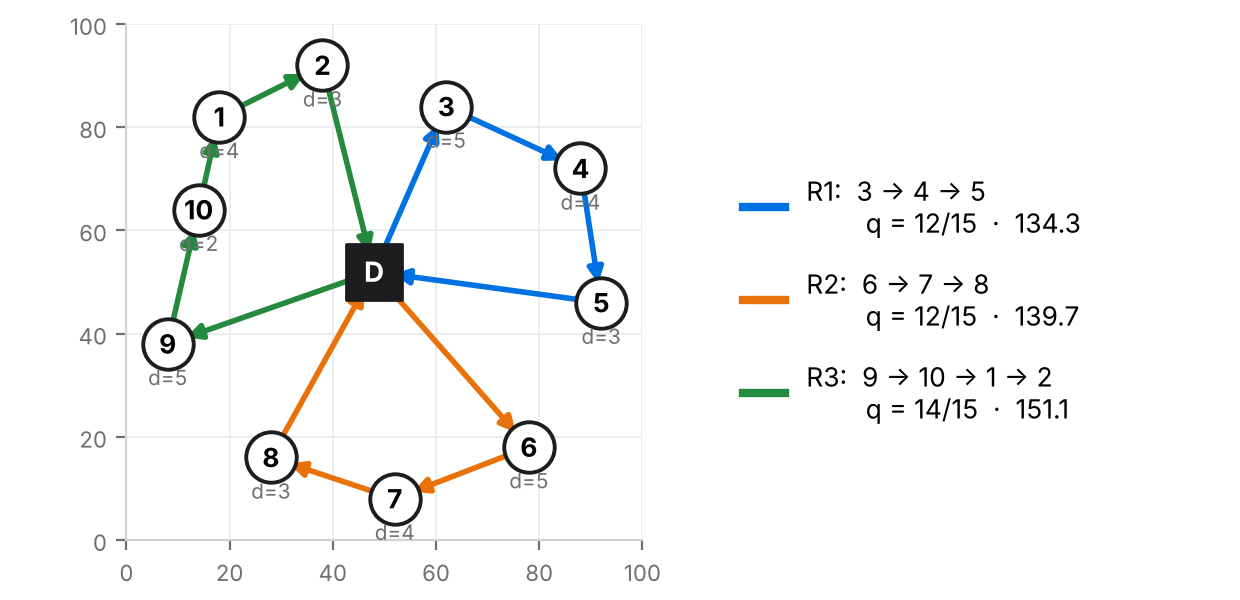 100
80
60
40
20
0
0 20 40 60 80 100
2
d=3
1
d=4
3
d=5
4
d=4
10
d=2
D
5
d=3
9
d=5
8
d=3
6
d=5
7
d=4
R1: 3 → 4 → 5
q = 12/15 · 134.3
R2: 6 → 7 → 8
q = 12/15 · 139.7
R3: 9 → 10 → 1 → 2
q = 14/15 · 151.1